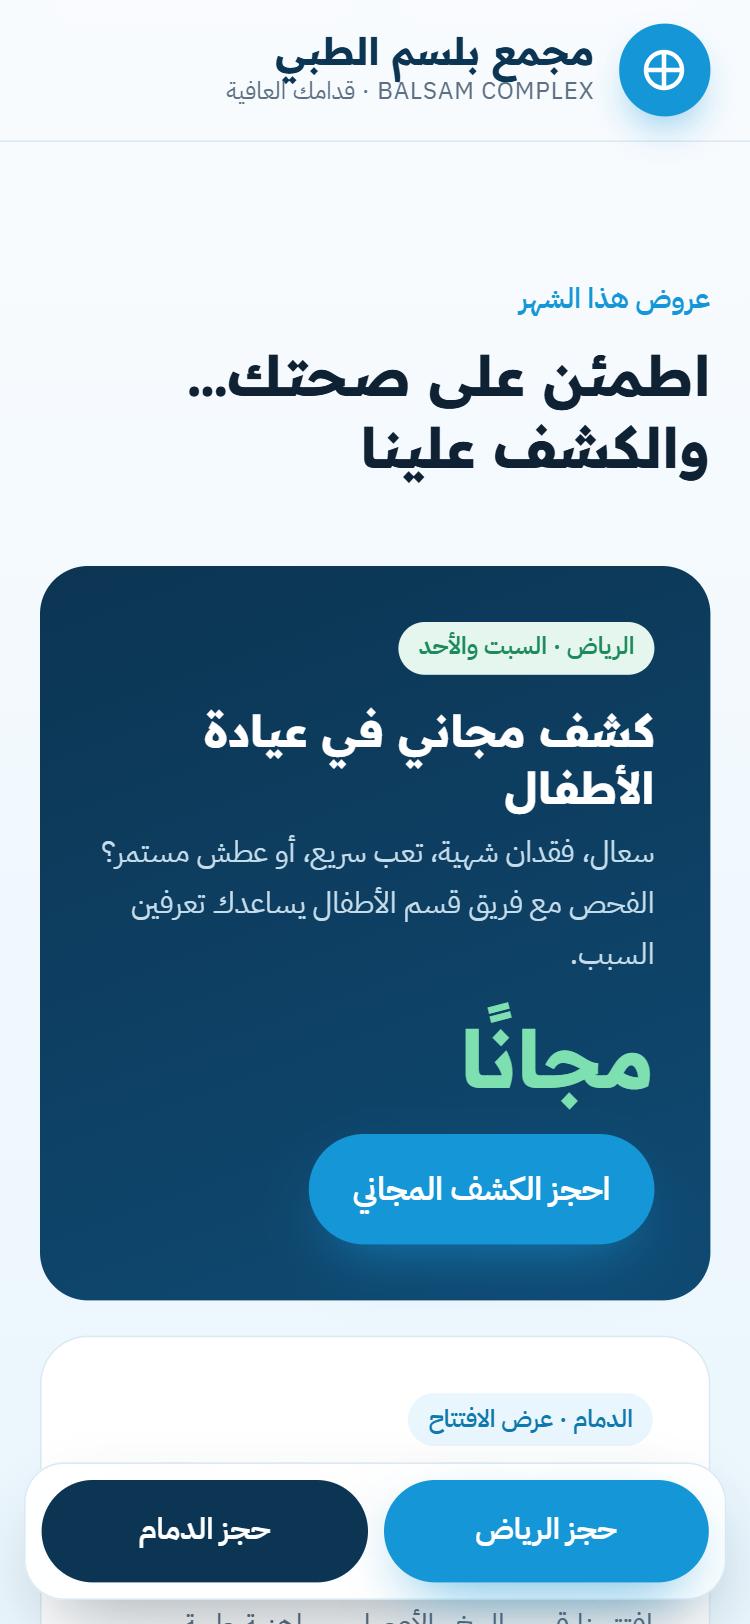 مجمع بلسم الطبي
BALSAM COMPLEX · قدامك العافية
عروض هذا الشهر
اطمئن على صحتك...
والكشف علينا
الرياض · السبت والأحد
كشف مجاني في عيادة
الأطفال
سعال، فقدان شهية، تعب سريع، أو عطش مستمر؟
الفحص مع فريق قسم الأطفال يساعدك تعرفين
السبب.
مجانًا
احجز الكشف المجاني
الدمام · عرض الافتتاح
حجز الرياض
حجز الدمام